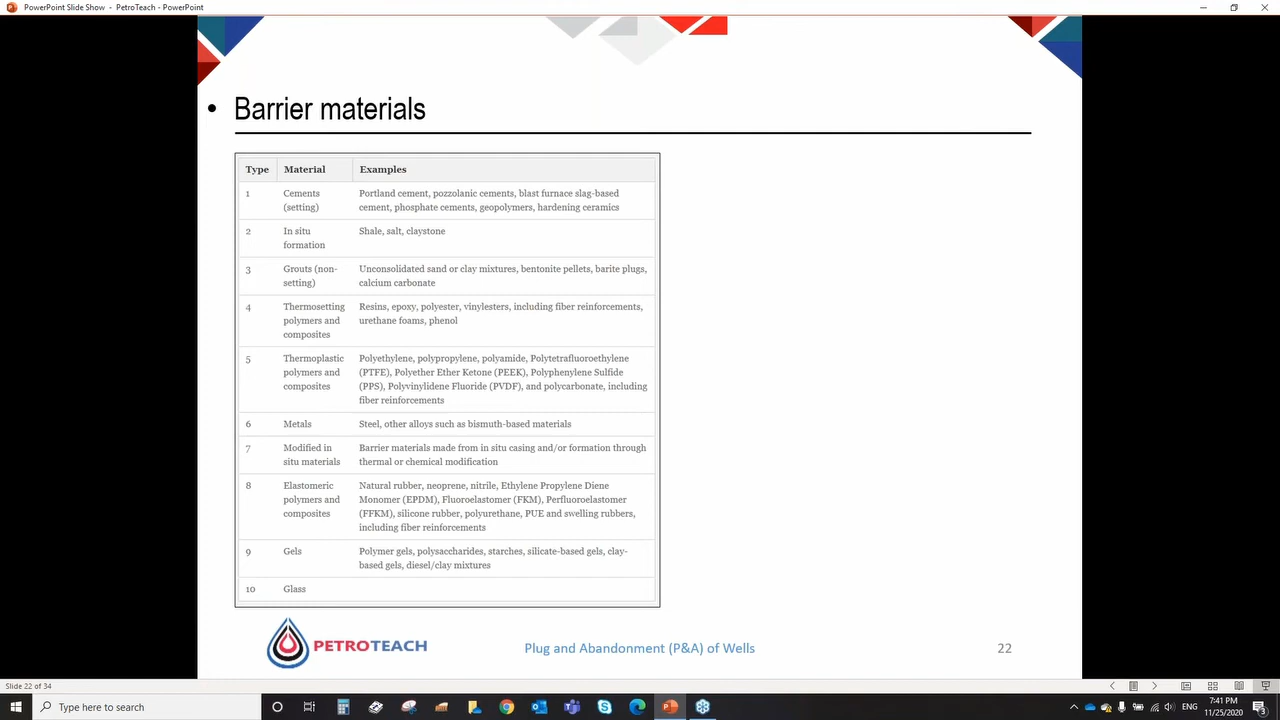 PowerPoint Slide Show - PetroTeach - PowerPoint
• Barrier materials
Type Material Examples
1 Cements Portland cement, pozzolanic cements, blast furnace slag-based
(setting) cement, phosphate cements, geopolymers, hardening ceramics
2 In situ Shale, salt, claystone
formation
3 Grouts (non- Unconsolidated sand or clay mixtures, bentonite pellets, barite plugs,
setting) calcium carbonate
4 Thermosetting Resins, epoxy, polyester, vinylesters, including fiber reinforcements,
polymers and urethane foams, phenol
composites
5 Thermoplastic Polyethylene, polypropylene, polyamide, Polytetrafluoroethylene
polymers and (PTFE), Polyether Ether Ketone (PEEK), Polyphenylene Sulfide
composites (PPS), Polyvinylidene Fluoride (PVDF), and polycarbonate, including
fiber reinforcements
6 Metals Steel, other alloys such as bismuth-based materials
7 Modified in Barrier materials made from in situ casing and/or formation through
situ materials thermal or chemical modification
8 Elastomeric Natural rubber, neoprene, nitrile, Ethylene Propylene Diene
polymers and Monomer (EPDM), Fluoroelastomer (FKM), Perfluoroelastomer
composites (FFKM), silicone rubber, polyurethane, PUE and swelling rubbers,
including fiber reinforcements
9 Gels Polymer gels, polysaccharides, starches, silicate-based gels, clay-
based gels, diesel/clay mixtures
10 Glass
PETROTEACH Plug and Abandonment (P&A) of Wells 22
Slide 22 of 34
Type here to search
ENG
7:41 PM
11/25/2020
3